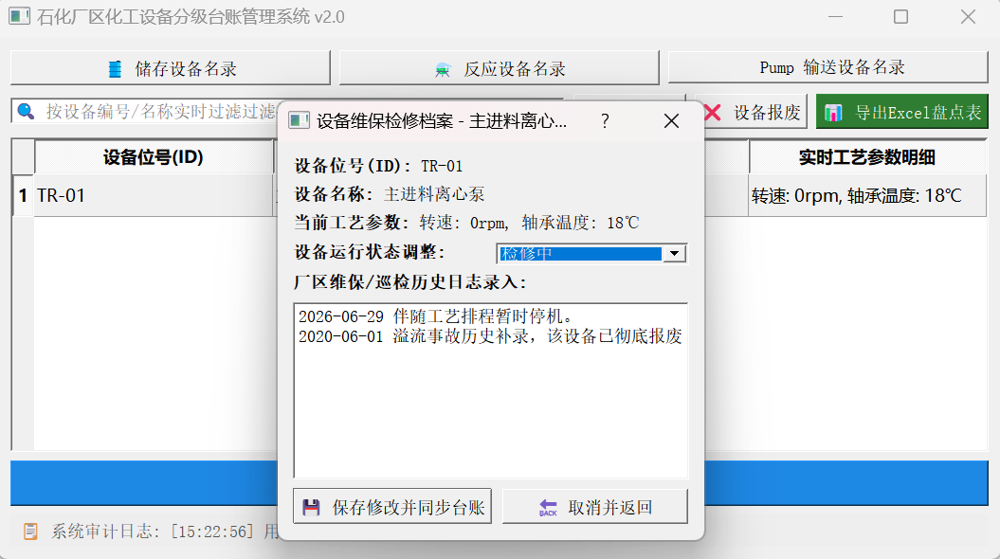 石化厂区化工设备分级台账管理系统 v2.0
储存设备名录
反应设备名录
Pump 输送设备名录
按设备编号/名称实时过滤过滤
设备报废
导出Excel盘点表
设备位号(ID)
实时工艺参数明细
1
TR-01
转速: 0rpm, 轴承温度: 18℃
设备维保检修档案 - 主进料离心...
?
设备位号(ID): TR-01
设备名称: 主进料离心泵
当前工艺参数: 转速: 0rpm, 轴承温度: 18℃
设备运行状态调整:
检修中
厂区维保/巡检历史日志录入:
2026-06-29 伴随工艺排程暂时停机。
2020-06-01 溢流事故历史补录，该设备已彻底报废
保存修改并同步台账
BACK
取消并返回
系统审计日志: [15:22:56] 用